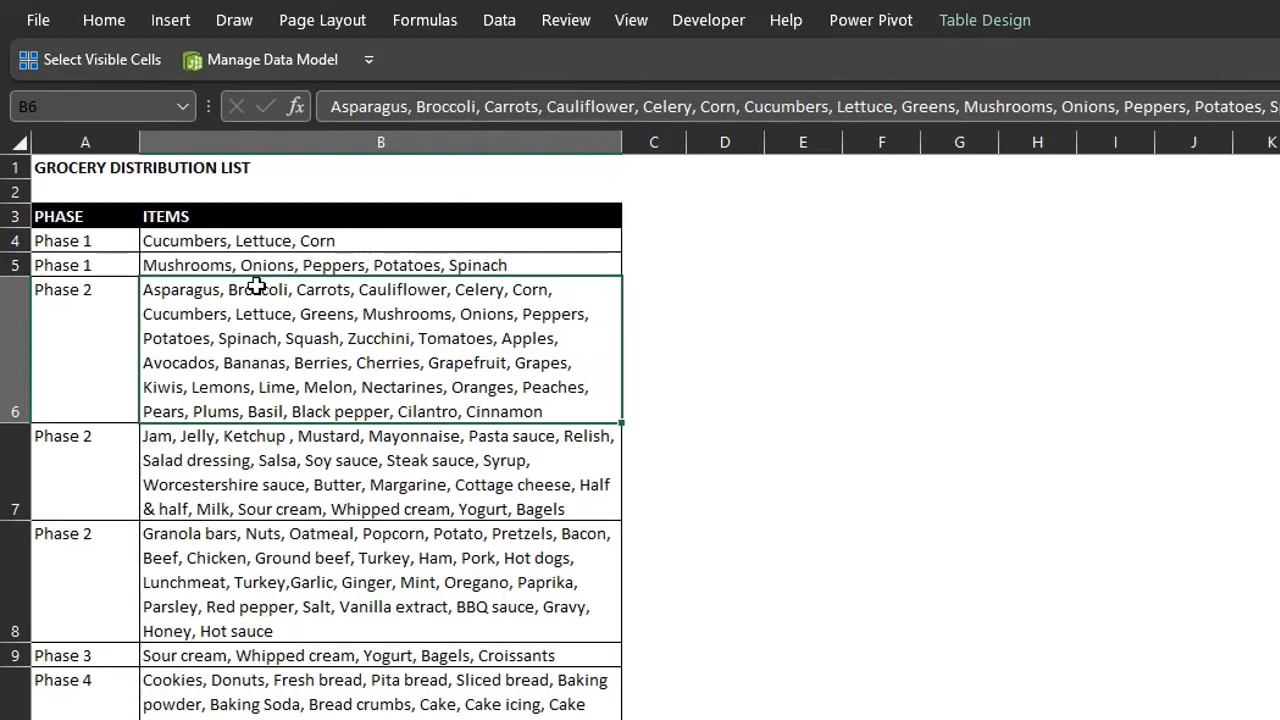 File Home Insert Draw Page Layout Formulas Data Review View Developer Help Power Pivot Table Design
Select Visible Cells Manage Data Model
B6 fx Asparagus, Broccoli, Carrots, Cauliflower, Celery, Corn, Cucumbers, Lettuce, Greens, Mushrooms, Onions, Peppers, Potatoes, S
A B C D E F G H I J K
1 GROCERY DISTRIBUTION LIST
2
3 PHASE ITEMS
4 Phase 1 Cucumbers, Lettuce, Corn
5 Phase 1 Mushrooms, Onions, Peppers, Potatoes, Spinach
Phase 2 Asparagus, Broccoli, Carrots, Cauliflower, Celery, Corn,
Cucumbers, Lettuce, Greens, Mushrooms, Onions, Peppers,
Potatoes, Spinach, Squash, Zucchini, Tomatoes, Apples,
Avocados, Bananas, Berries, Cherries, Grapefruit, Grapes,
Kiwis, Lemons, Lime, Melon, Nectarines, Oranges, Peaches,
6 Pears, Plums, Basil, Black pepper, Cilantro, Cinnamon
Phase 2 Jam, Jelly, Ketchup , Mustard, Mayonnaise, Pasta sauce, Relish,
Salad dressing, Salsa, Soy sauce, Steak sauce, Syrup,
Worcestershire sauce, Butter, Margarine, Cottage cheese, Half
7 & half, Milk, Sour cream, Whipped cream, Yogurt, Bagels
Phase 2 Granola bars, Nuts, Oatmeal, Popcorn, Potato, Pretzels, Bacon,
Beef, Chicken, Ground beef, Turkey, Ham, Pork, Hot dogs,
Lunchmeat, Turkey,Garlic, Ginger, Mint, Oregano, Paprika,
Parsley, Red pepper, Salt, Vanilla extract, BBQ sauce, Gravy,
8 Honey, Hot sauce
9 Phase 3 Sour cream, Whipped cream, Yogurt, Bagels, Croissants
Phase 4 Cookies, Donuts, Fresh bread, Pita bread, Sliced bread, Baking
powder, Baking Soda, Bread crumbs, Cake, Cake icing, Cake